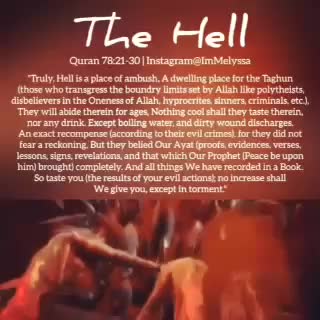 The Hell
Quran 78:21-30 | Instagram@ImMelyssa
"Truly, Hell is a place of ambush, A dwelling place for the Taghun
(those who transgress the boundry limits set by Allah like polytheists,
disbelievers in the Oneness of Allah, hyprocrites, sinners, criminals, etc.),
They will abide therein for ages, Nothing cool shall they taste therein,
nor any drink. Except boiling water, and dirty wound discharges.
An exact recompense (according to their evil crimes). for they did not
fear a reckoning, But they belied Our Ayat (proofs, evidences, verses,
lessons, signs, revelations, and that which Our Prophet (Peace be upon
him) brought) completely. And all things We have recorded in a Book.
So taste you (the results of your evil actions); no increase shall
We give you, except in torment."